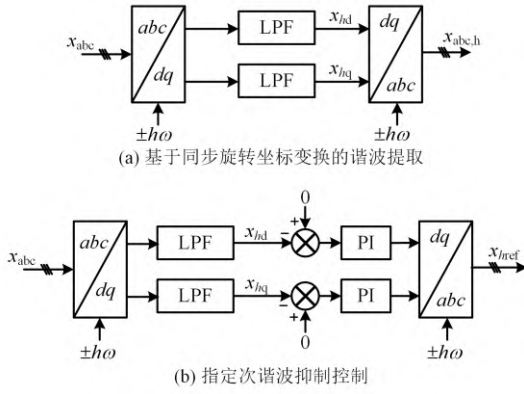 abc
LPF
x_hd
dq
x_abc
x_abc,h
dq
LPF
x_hq
abc
±hω
±hω
(a) 基于同步旋转坐标变换的谐波提取
0
abc
LPF
x_hd
−
+
PI
dq
x_abc
x_href
dq
LPF
x_hq
−
+
PI
abc
±hω
0
±hω
(b) 指定次谐波抑制控制